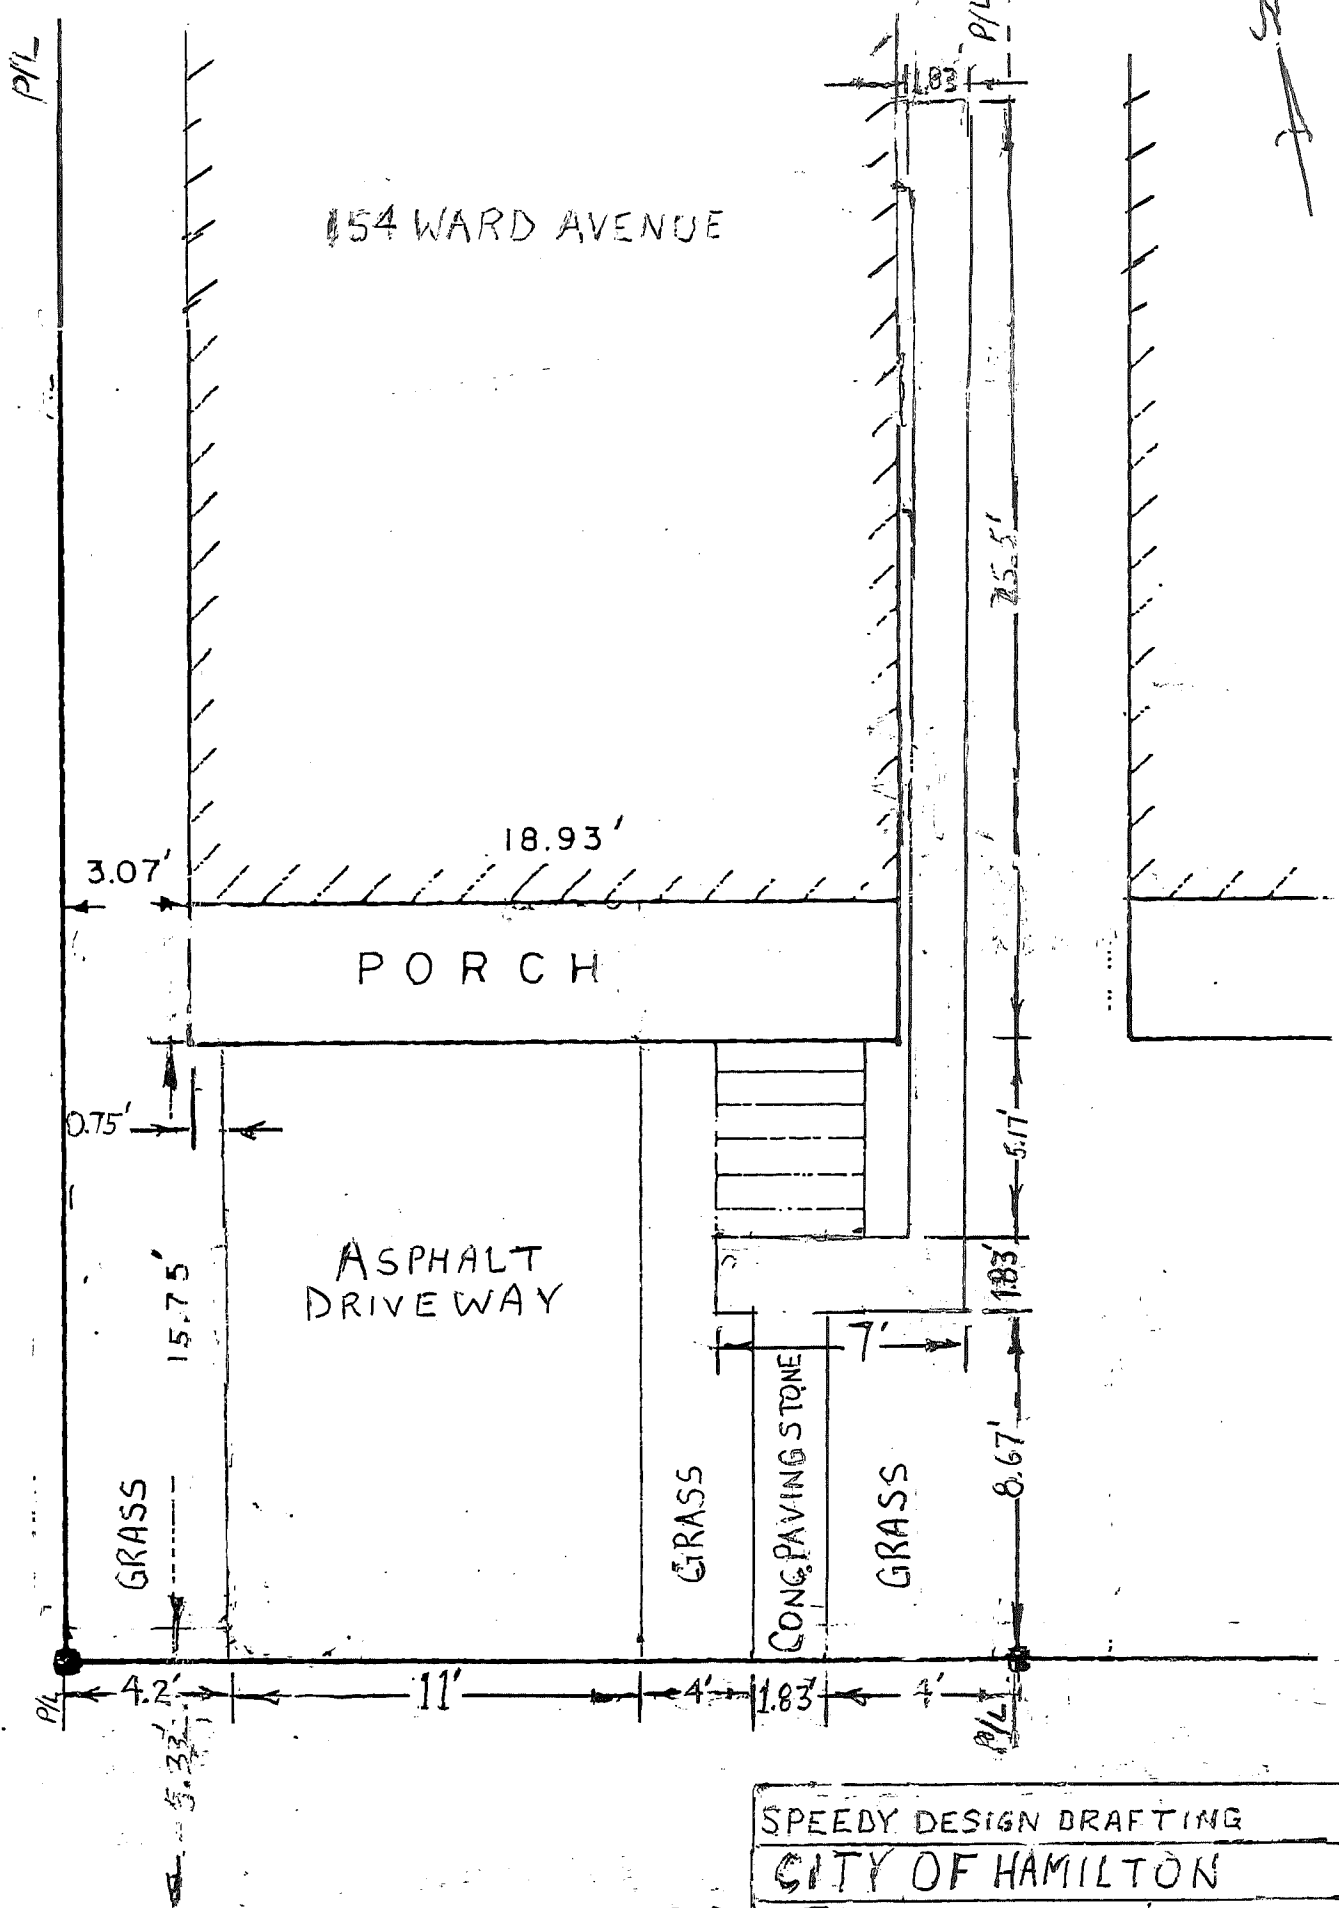 P/L
P/L
1.83'
154 WARD AVENUE
18.93'
3.07'
PORCH
0.75'
5.17'
15.75'
ASPHALT
DRIVEWAY
1.83'
7'
8.67'
GRASS
GRASS
CONC. PAVING STONE
GRASS
P/L
4.2'
11'
4'
1.83'
4'
P/L
5.33'
SPEEDY DESIGN DRAFTING
CITY OF HAMILTON